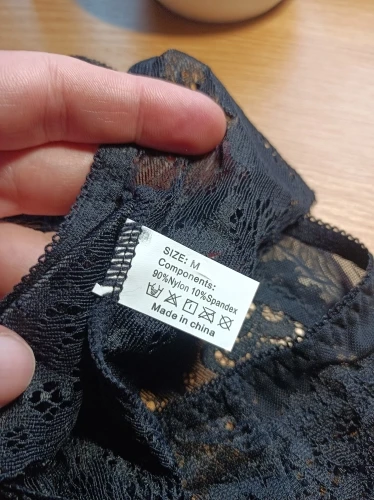 SIZE: M
Components:
90%Nylon 10%Spandex
Made in china